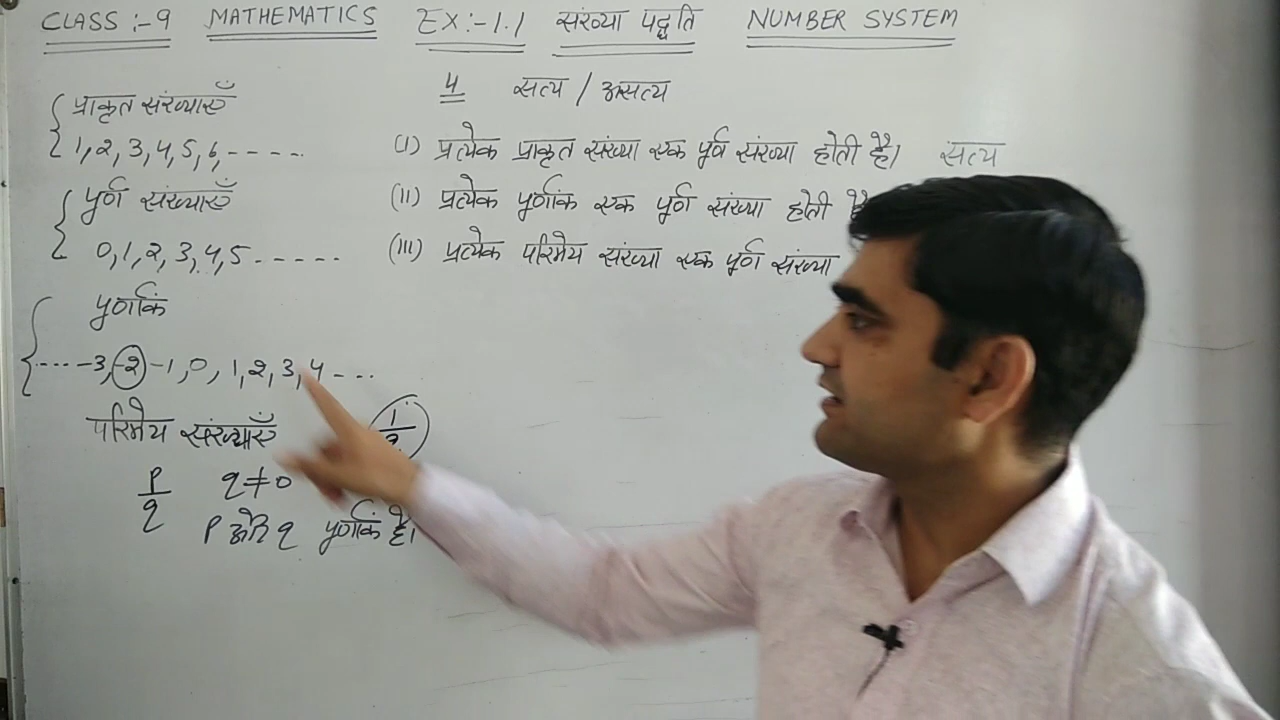 CLASS :- 9 MATHEMATICS EX :- 1.1 संख्या पद्धति NUMBER SYSTEM
4 सत्य / असत्य
प्राकृत संख्याएँ
1, 2, 3, 4, 5, 6, - - - - -
पूर्ण संख्याएँ
0, 1, 2, 3, 4, 5 - - - - - -
पूर्णांक
- - - - -3, -2 -1, 0, 1, 2, 3, 4 - - - -
परिमेय संख्याएँ
P/q q ≠ 0
P और q पूर्णांक है।
1/2
(I) प्रत्येक प्राकृत संख्या एक पूर्ण संख्या होती है। सत्य
(II) प्रत्येक पूर्णांक एक पूर्ण संख्या होती है
(III) प्रत्येक परिमेय संख्या एक पूर्ण संख्या